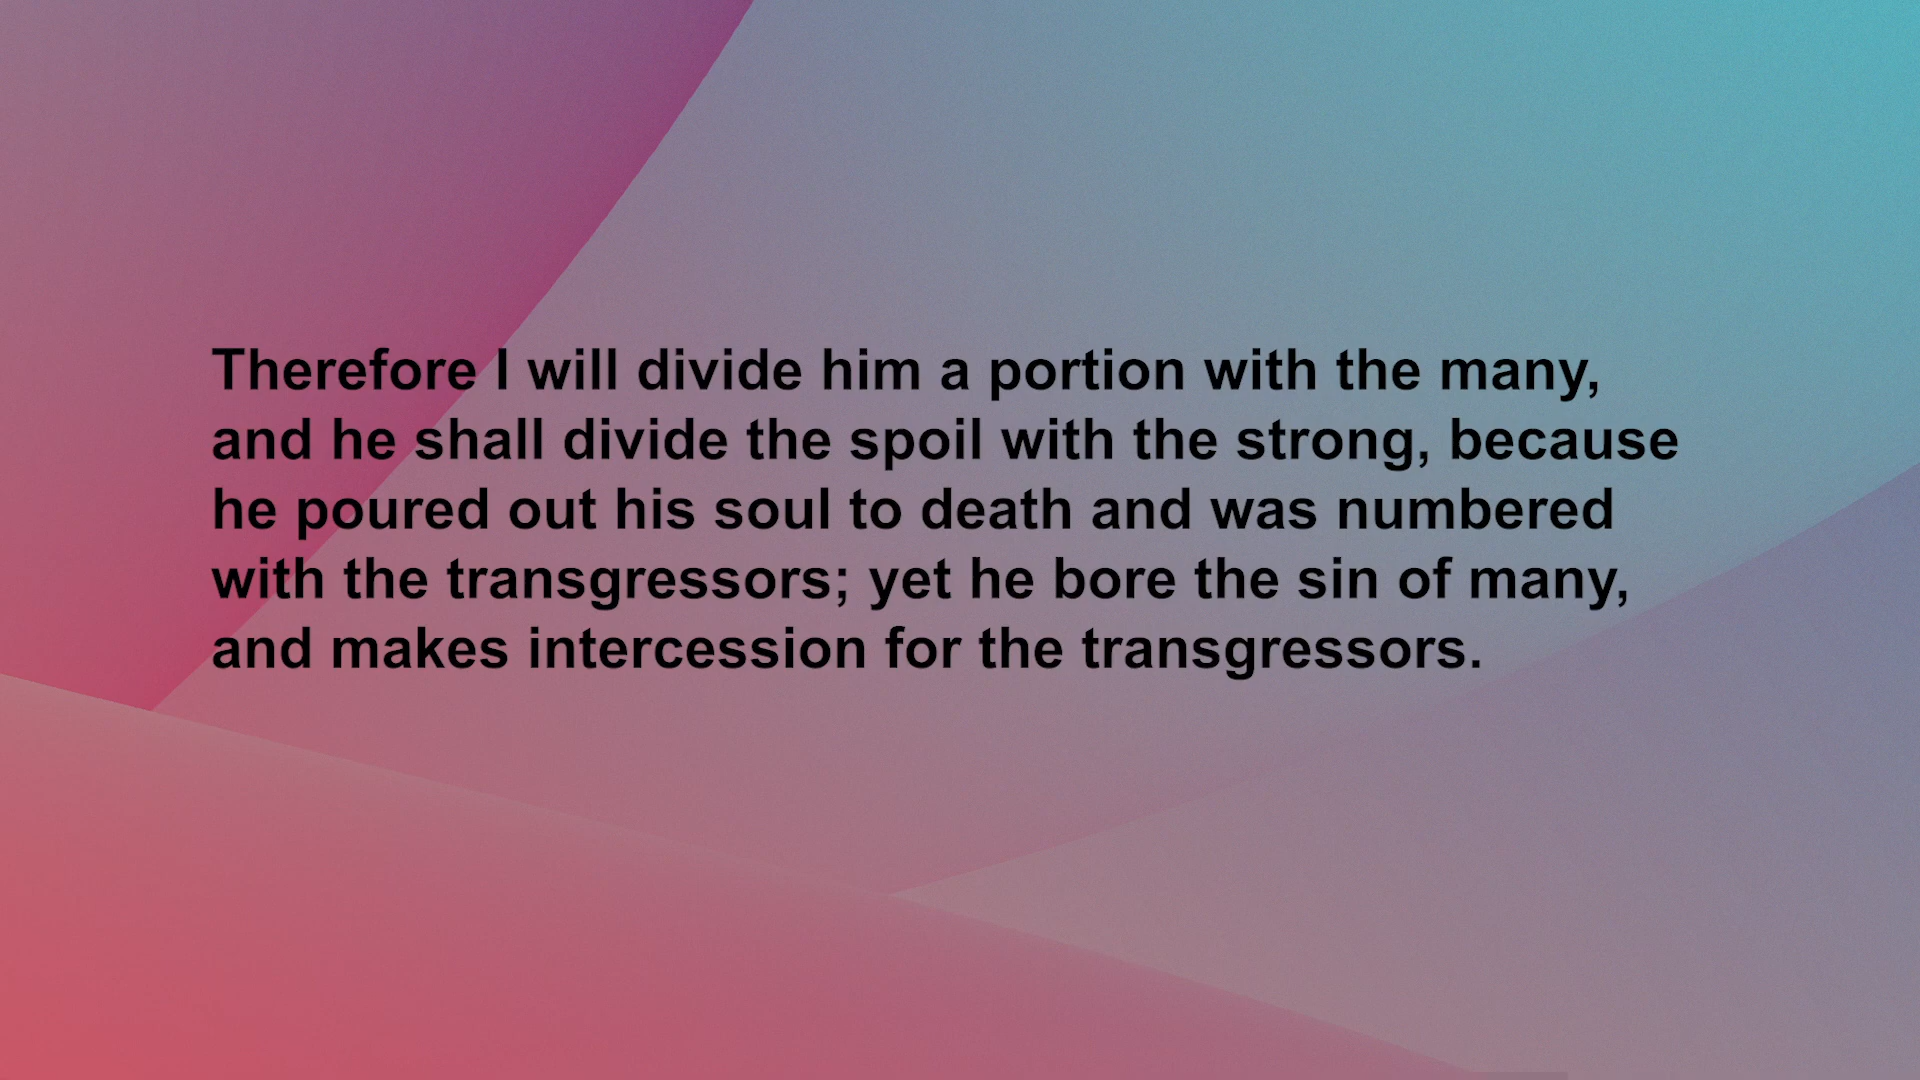 Therefore I will divide him a portion with the many,
and he shall divide the spoil with the strong, because
he poured out his soul to death and was numbered
with the transgressors; yet he bore the sin of many,
and makes intercession for the transgressors.